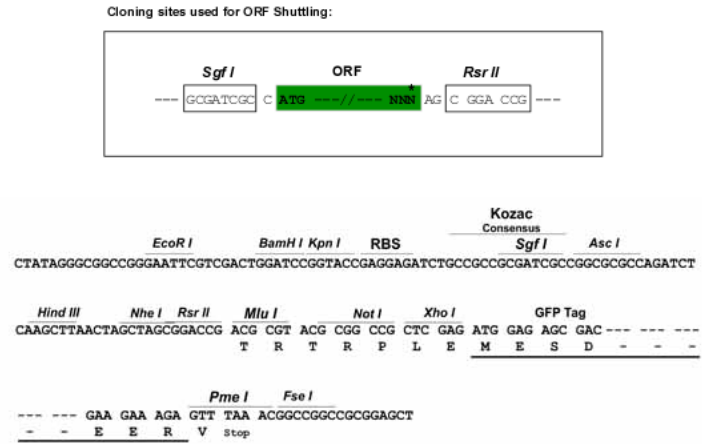 Cloning sites used for ORF Shuttling:
Sgf I ORF Rsr II
--- GCGATCGC C ATG ---//--- NNN* AG C GGA CCG ---
Kozac
Consensus
EcoR I BamH I Kpn I RBS Sgf I Asc I
CTATAGGGCGGCCGGGAATTCGTCGACTGGATCCGGTACCGAGGAGATCTGCCGCCGCGATCGCCGGCGCGCCAGATCT
Hind III Nhe I Rsr II Mlu I Not I Xho I GFP Tag
CAAGCTTAACTAGCTAGCGGACCG ACG CGT ACG CGG CCG CTC GAG ATG GAG AGC GAC--- --- ---
T R T R P L E M E S D - - -
Pme I Fse I
--- --- GAA GAA AGA GTT TAA ACGGCCGGCCGCGGAGCT
- - E E R V Stop